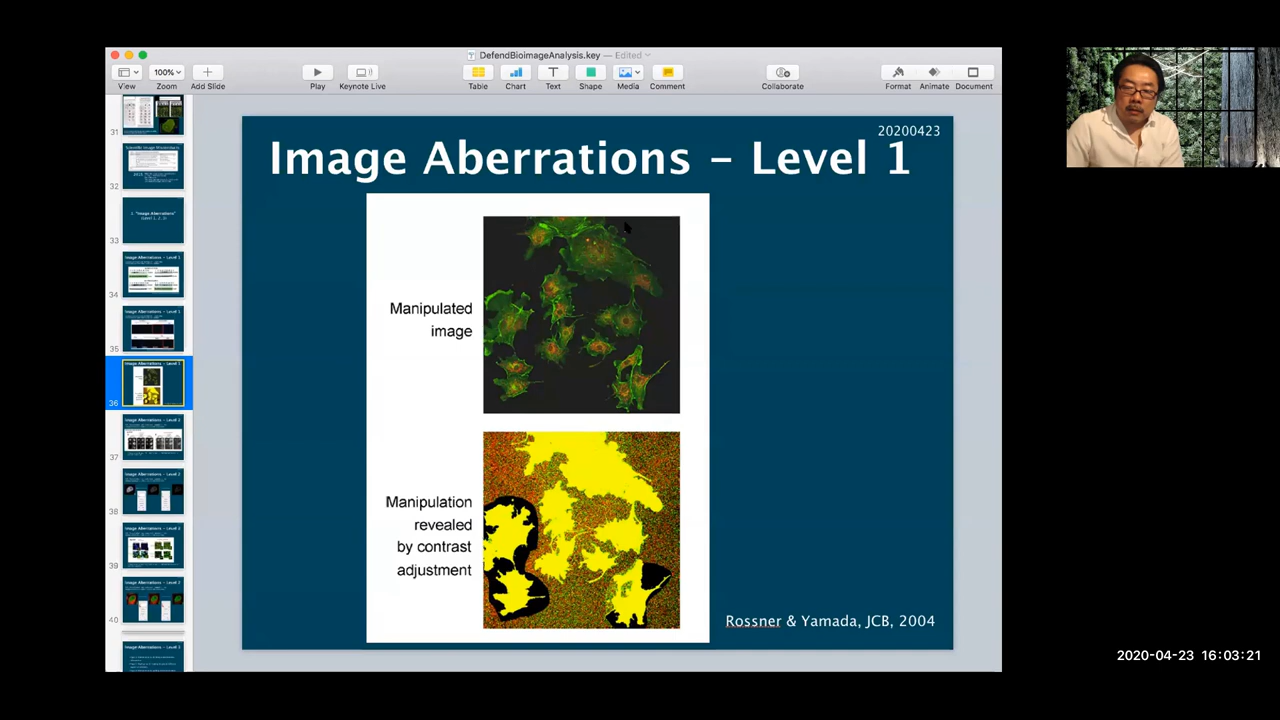 DefendBioimageAnalysis.key — Edited
100%
View
Zoom
Add Slide
Play
Keynote Live
Table
Chart
Text
Shape
Media
Comment
Collaborate
Format
Animate
Document
31
32
33
34
35
36
37
38
39
40
20200423
Image Aberrations – Level 1
Manipulated
image
Manipulation
revealed
by contrast
adjustment
Rossner & Yamada, JCB, 2004
2020-04-23 16:03:21